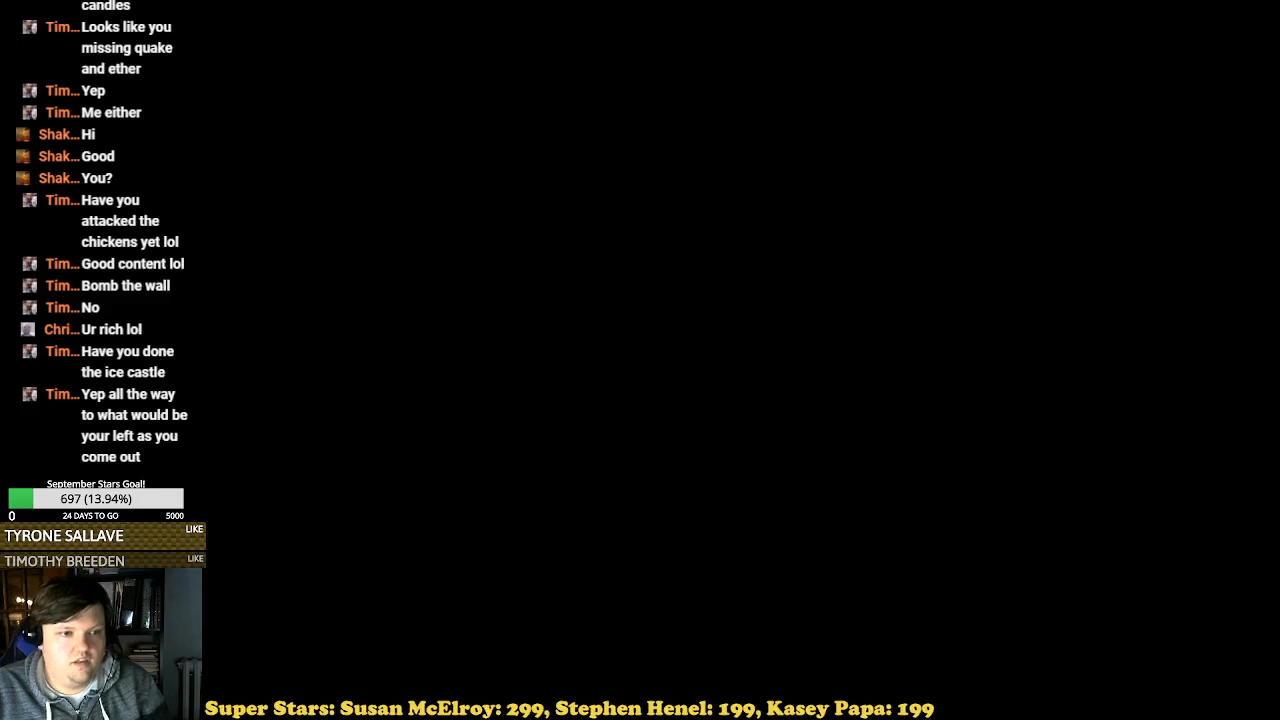 candles
Tim... Looks like you
missing quake
and ether
Tim... Yep
Tim... Me either
Shak... Hi
Shak... Good
Shak... You?
Tim... Have you
attacked the
chickens yet lol
Tim... Good content lol
Tim... Bomb the wall
Tim... No
Chri... Ur rich lol
Tim... Have you done
the ice castle
Tim... Yep all the way
to what would be
your left as you
come out
September Stars Goal!
697 (13.94%)
0 24 DAYS TO GO 5000
TYRONE SALLAVE LIKE
TIMOTHY BREEDEN LIKE
Super Stars: Susan McElroy: 299, Stephen Henel: 199, Kasey Papa: 199